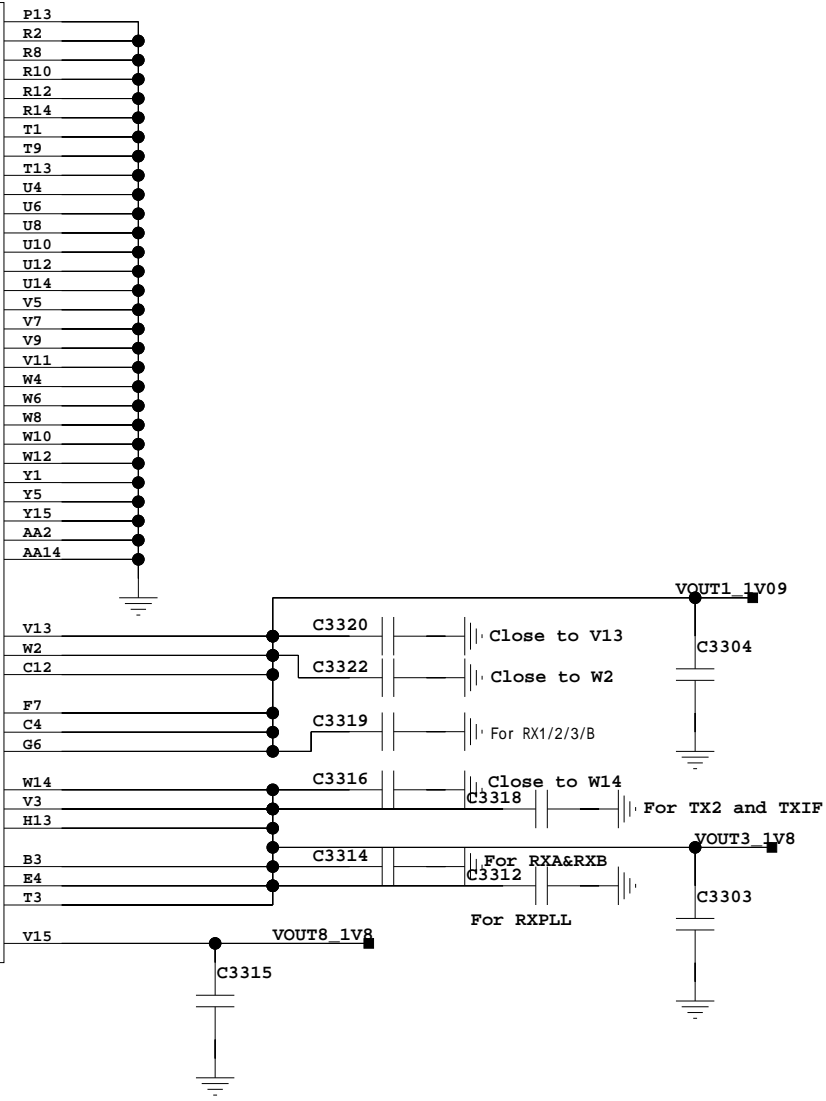 P13
R2
R8
R10
R12
R14
T1
T9
T13
U4
U6
U8
U10
U12
U14
V5
V7
V9
V11
W4
W6
W8
W10
W12
Y1
Y5
Y15
AA2
AA14
VOUT1_1V09
V13
C3320
Close to V13
C3304
W2
C12
C3322
Close to W2
F7
C4
G6
C3319
For RX1/2/3/B
W14
C3316
Close to W14
V3
C3318
For TX2 and TXIF
H13
VOUT3_1V8
B3
C3314
For RXA&RXB
E4
C3312
T3
C3303
For RXPLL
V15
VOUT8_1V8
C3315